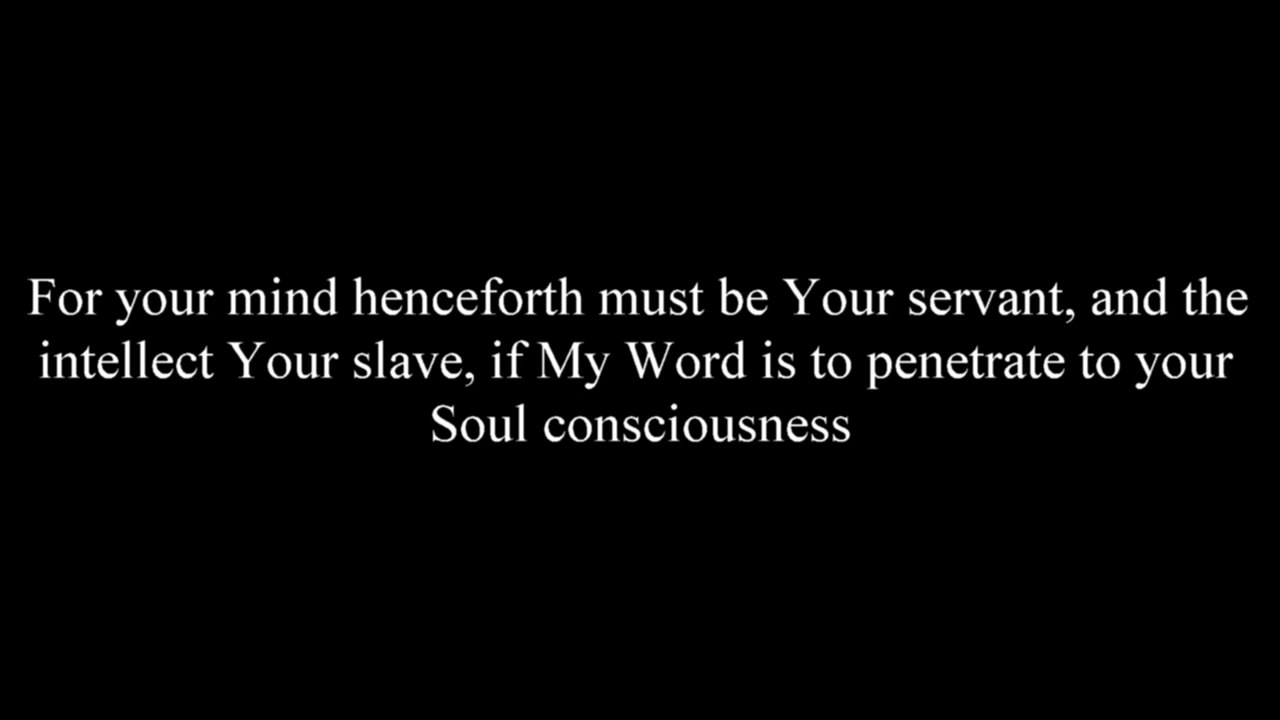 For your mind henceforth must be Your servant, and the
intellect Your slave, if My Word is to penetrate to your
Soul consciousness